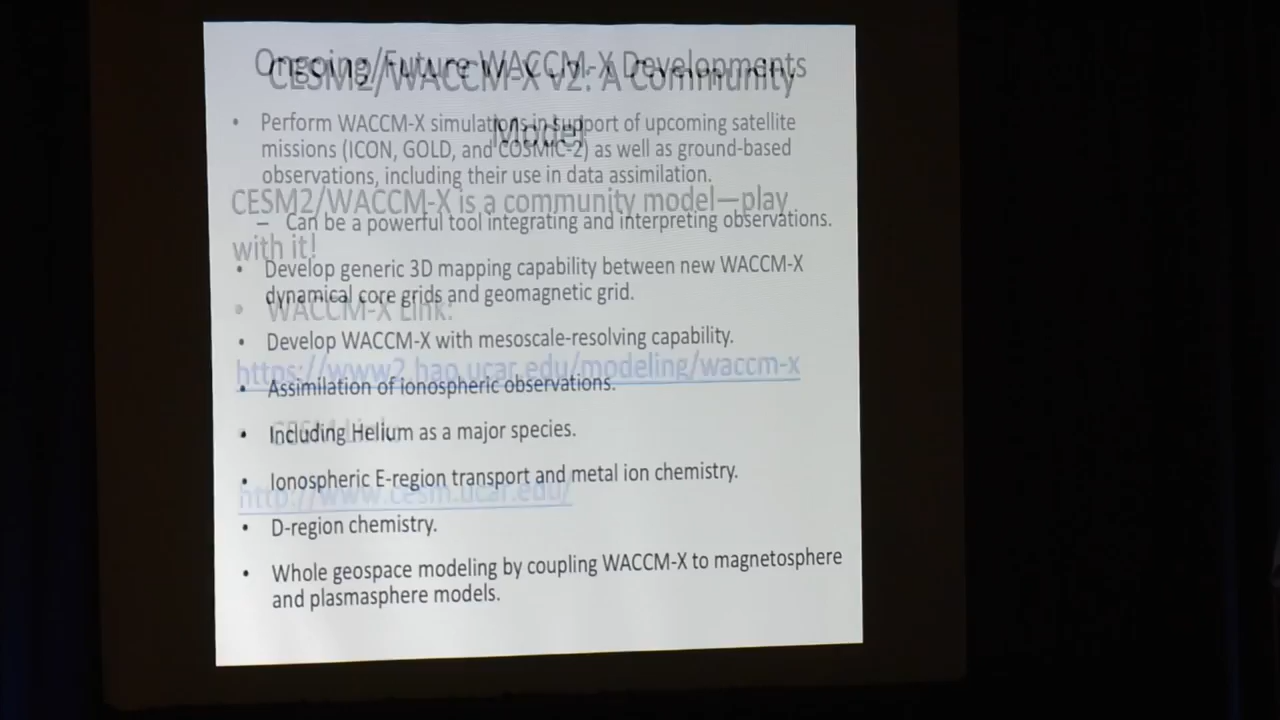 Ongoing/Future WACCM-X Developments
CESM2/WACCM-X v2: A Community
Model
• Perform WACCM-X simulations in support of upcoming satellite
missions (ICON, GOLD, and COSMIC-2) as well as ground-based
observations, including their use in data assimilation.
CESM2/WACCM-X is a community model—play
– Can be a powerful tool integrating and interpreting observations.
with it!
• Develop generic 3D mapping capability between new WACCM-X
dynamical core grids and geomagnetic grid.
• WACCM-X Link:
• Develop WACCM-X with mesoscale-resolving capability.
https://www2.hao.ucar.edu/modeling/waccm-x
• Assimilation of ionospheric observations.
• Including Helium as a major species.
• Ionospheric E-region transport and metal ion chemistry.
http://www.cesm.ucar.edu/
• D-region chemistry.
• Whole geospace modeling by coupling WACCM-X to magnetosphere
and plasmasphere models.